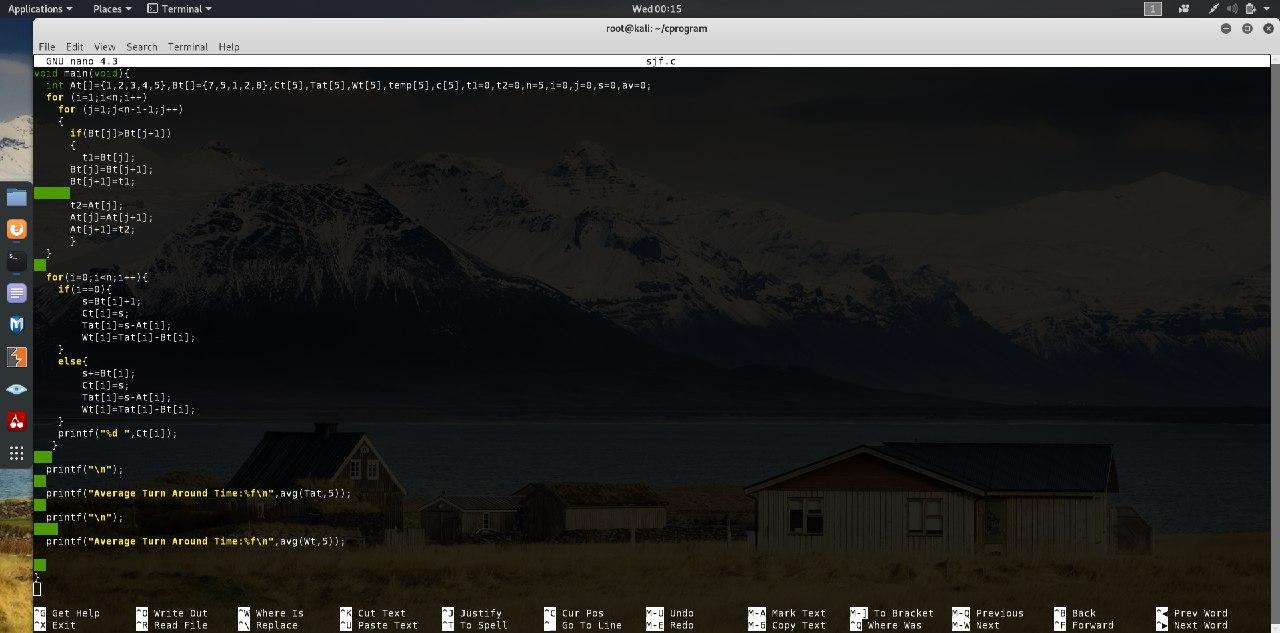 Applications Places Terminal Wed 00:15 1
root@kali: ~/cprogram
File Edit View Search Terminal Help
GNU nano 4.3 sjf.c
void main(void){
int At[]={1,2,3,4,5},Bt[]={7,5,1,2,8},Ct[5],Tat[5],Wt[5],temp[5],c[5],t1=0,t2=0,n=5,i=0,j=0,s=0,av=0;
for (i=1;i<n;i++)
for (j=1;j<n-i-1;j++)
{
if(Bt[j]>Bt[j+1])
{
t1=Bt[j];
Bt[j]=Bt[j+1];
Bt[j+1]=t1;
t2=At[j];
At[j]=At[j+1];
At[j+1]=t2;
}
}
for(i=0;i<n;i++){
if(i==0){
s=Bt[i]+1;
Ct[i]=s;
Tat[i]=s-At[i];
Wt[i]=Tat[i]-Bt[i];
}
else{
s+=Bt[i];
Ct[i]=s;
Tat[i]=s-At[i];
Wt[i]=Tat[i]-Bt[i];
}
printf("%d ",Ct[i]);
}
printf("\n");
printf("Average Turn Around Time:%f\n",avg(Tat,5));
printf("\n");
printf("Average Turn Around Time:%f\n",avg(Wt,5));
}
^G Get Help ^O Write Out ^W Where Is ^K Cut Text ^J Justify ^C Cur Pos M-U Undo M-A Mark Text M-] To Bracket M-Q Previous ^B Back ^◀ Prev Word
^X Exit ^R Read File ^\ Replace ^U Paste Text ^T To Spell ^_ Go To Line M-E Redo M-6 Copy Text ^Q Where Was M-W Next ^F Forward ^▶ Next Word